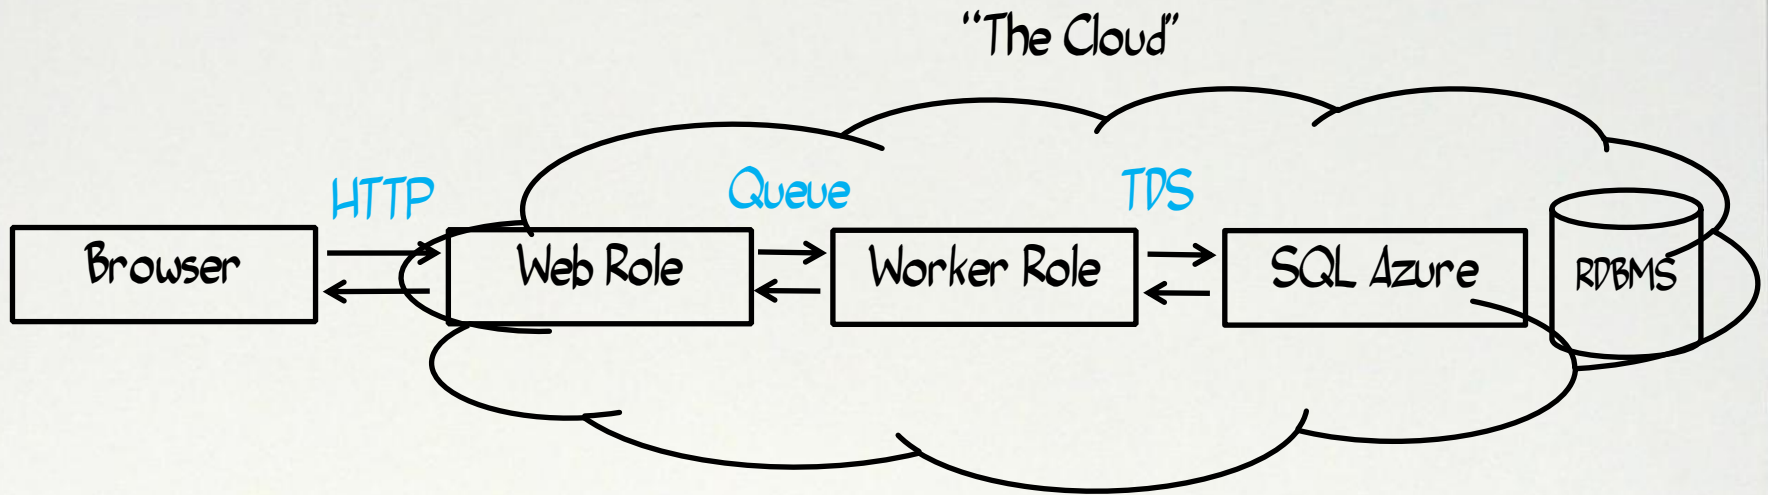 “The Cloud”
HTTP
Queue
TDS
Browser
Web Role
Worker Role
SQL Azure
RDBMS